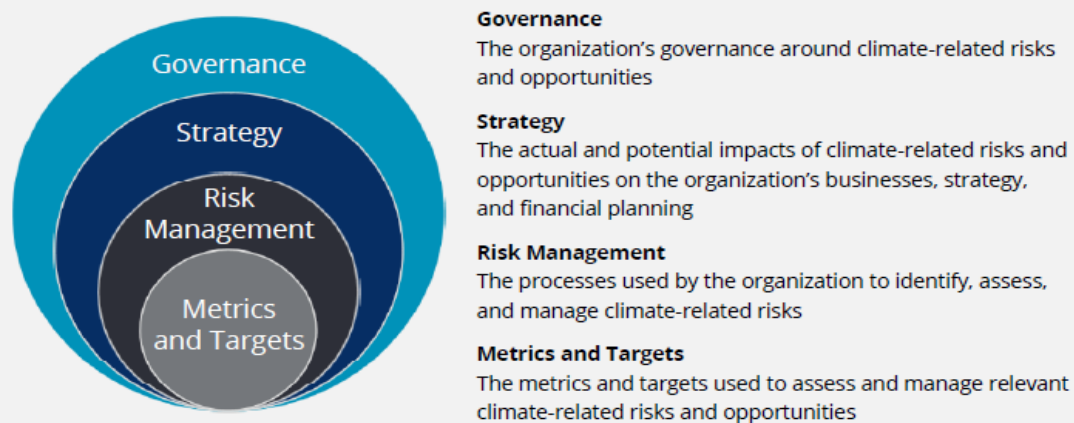 Governance
Strategy
Risk
Management
Metrics
and Targets
Governance
The organization’s governance around climate-related risks
and opportunities
Strategy
The actual and potential impacts of climate-related risks and
opportunities on the organization’s businesses, strategy,
and financial planning
Risk Management
The processes used by the organization to identify, assess,
and manage climate-related risks
Metrics and Targets
The metrics and targets used to assess and manage relevant
climate-related risks and opportunities